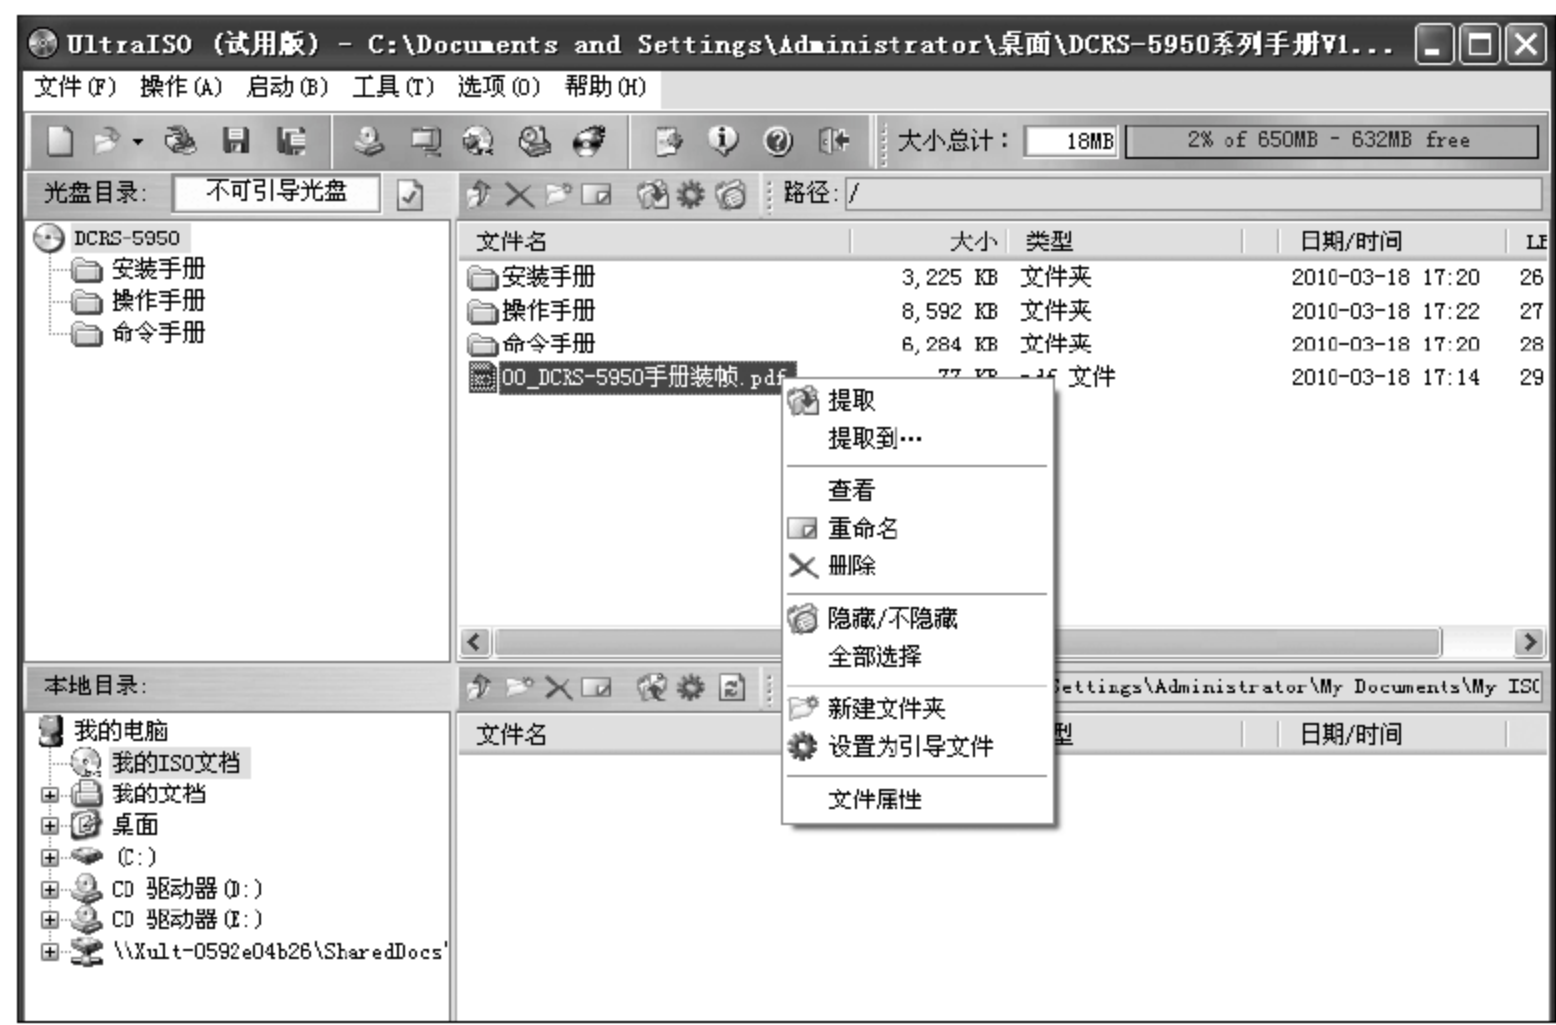 UltraISO (试用版) - C:\Documents and Settings\Administrator\桌面\DCRS-5950系列手册V1...
文件(F) 操作(A) 启动(B) 工具(T) 选项(O) 帮助(H)
大小总计: 18MB 2% of 650MB - 632MB free
光盘目录: 不可引导光盘 路径: /
DCRS-5950
安装手册
操作手册
命令手册
文件名 大小 类型 日期/时间
安装手册 3,225 KB 文件夹 2010-03-18 17:20 26
操作手册 8,592 KB 文件夹 2010-03-18 17:22 27
命令手册 6,284 KB 文件夹 2010-03-18 17:20 28
00_DCRS-5950手册装帧.pdf 77 KB pdf 文件 2010-03-18 17:14 29
提取
提取到…
查看
重命名
删除
隐藏/不隐藏
全部选择
新建文件夹
设置为引导文件
文件属性
本地目录: Settings\Administrator\My Documents\My ISO
我的电脑
我的ISO文档
我的文档
桌面
(C:)
CD 驱动器(D:)
CD 驱动器(E:)
\\Xult-0592e04b26\SharedDocs'
文件名 型 日期/时间